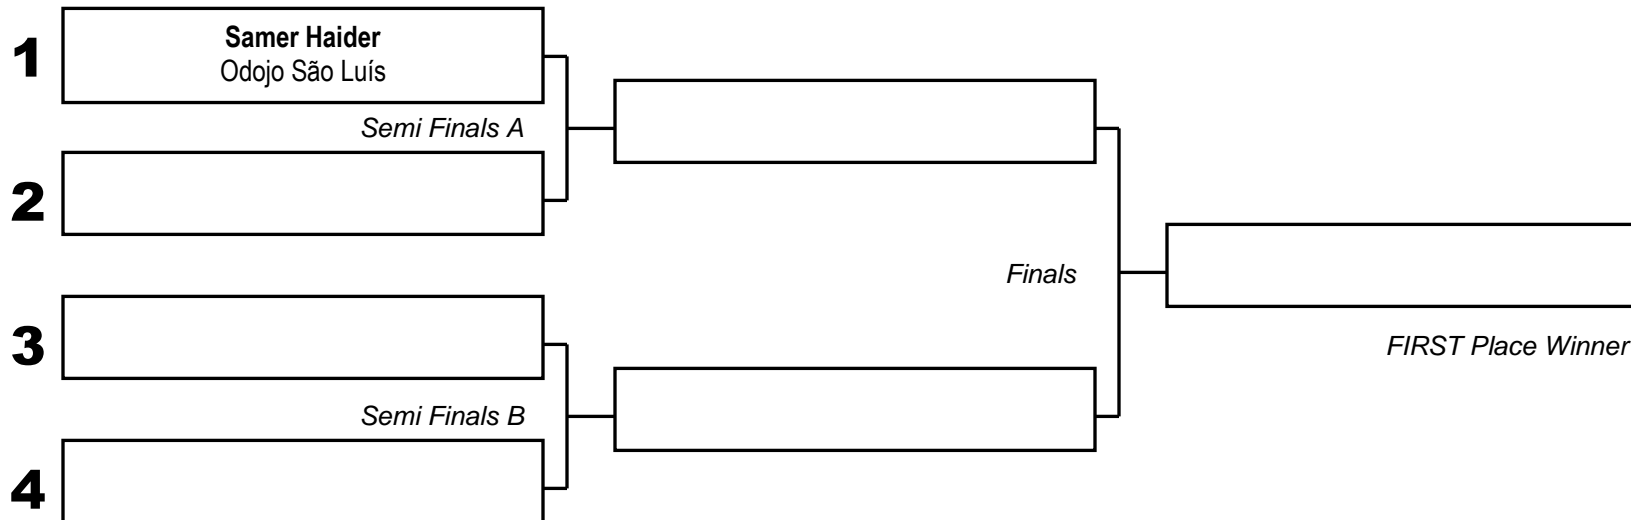 1
Samer Haider
Odojo São Luís
Semi Finals A
2
Finals
3
FIRST Place Winner
Semi Finals B
4